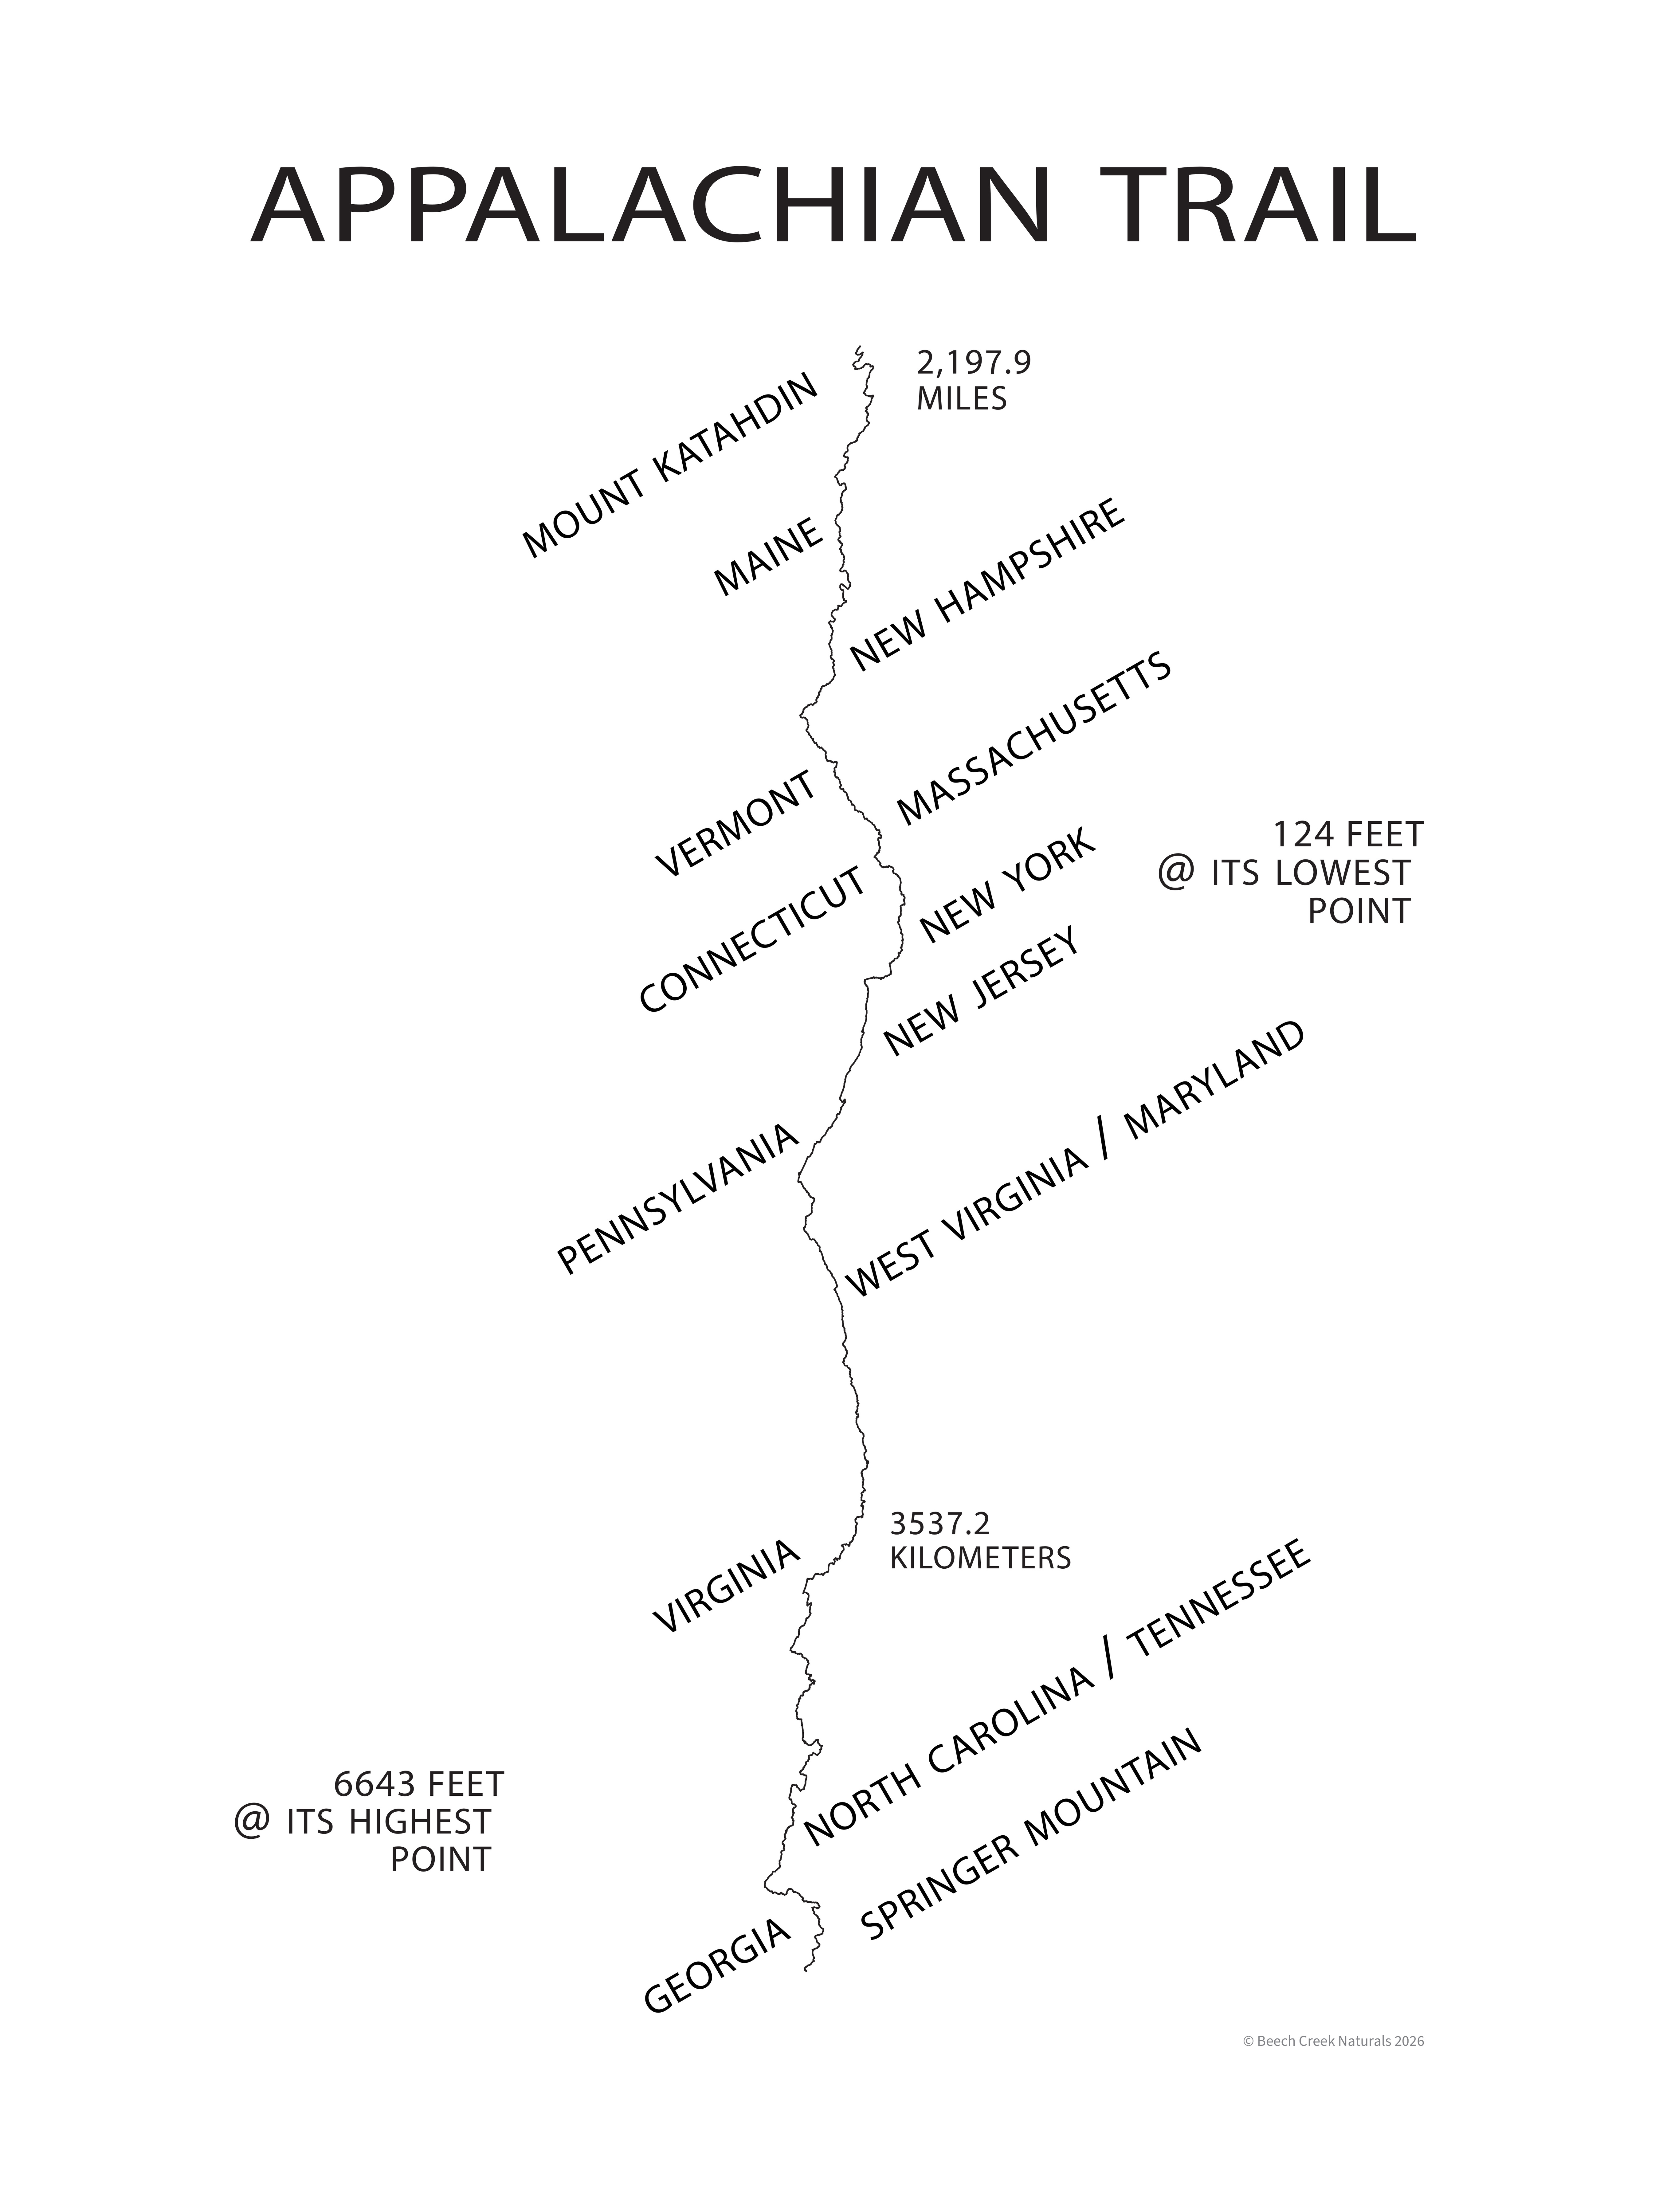 APPALACHIAN TRAIL
2,197.9
MILES
MOUNT KATAHDIN
MAINE
NEW HAMPSHIRE
MASSACHUSETTS
VERMONT
124 FEET
@ ITS LOWEST
POINT
NEW YORK
CONNECTICUT
NEW JERSEY
WEST VIRGINIA / MARYLAND
PENNSYLVANIA
3537.2
KILOMETERS
VIRGINIA
NORTH CAROLINA / TENNESSEE
6643 FEET
@ ITS HIGHEST
POINT
SPRINGER MOUNTAIN
GEORGIA
© Beech Creek Naturals 2026